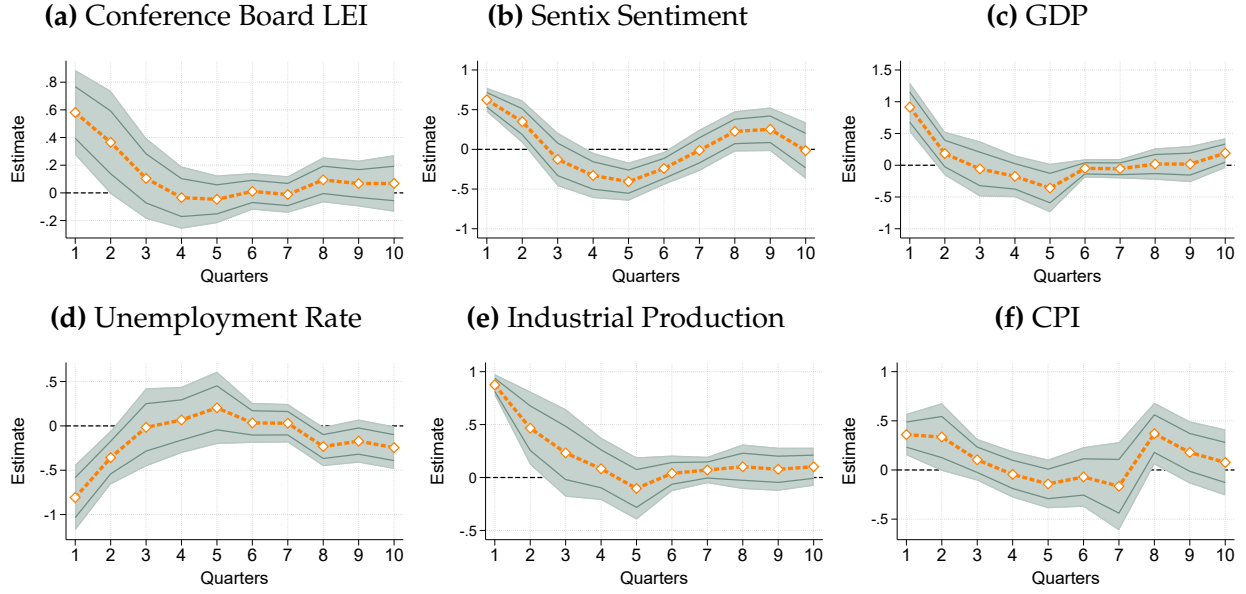 (a) Conference Board LEI
(b) Sentix Sentiment
(c) GDP
Estimate
.8
.6
.4
.2
0
-.2
1 2 3 4 5 6 7 8 9 10
Quarters
Estimate
1
.5
0
-.5
-1
1 2 3 4 5 6 7 8 9 10
Quarters
Estimate
1.5
1
.5
0
-.5
-1
1 2 3 4 5 6 7 8 9 10
Quarters
(d) Unemployment Rate
(e) Industrial Production
(f) CPI
Estimate
.5
0
-.5
-1
1 2 3 4 5 6 7 8 9 10
Quarters
Estimate
1
.5
0
-.5
1 2 3 4 5 6 7 8 9 10
Quarters
Estimate
1
.5
0
-.5
1 2 3 4 5 6 7 8 9 10
Quarters